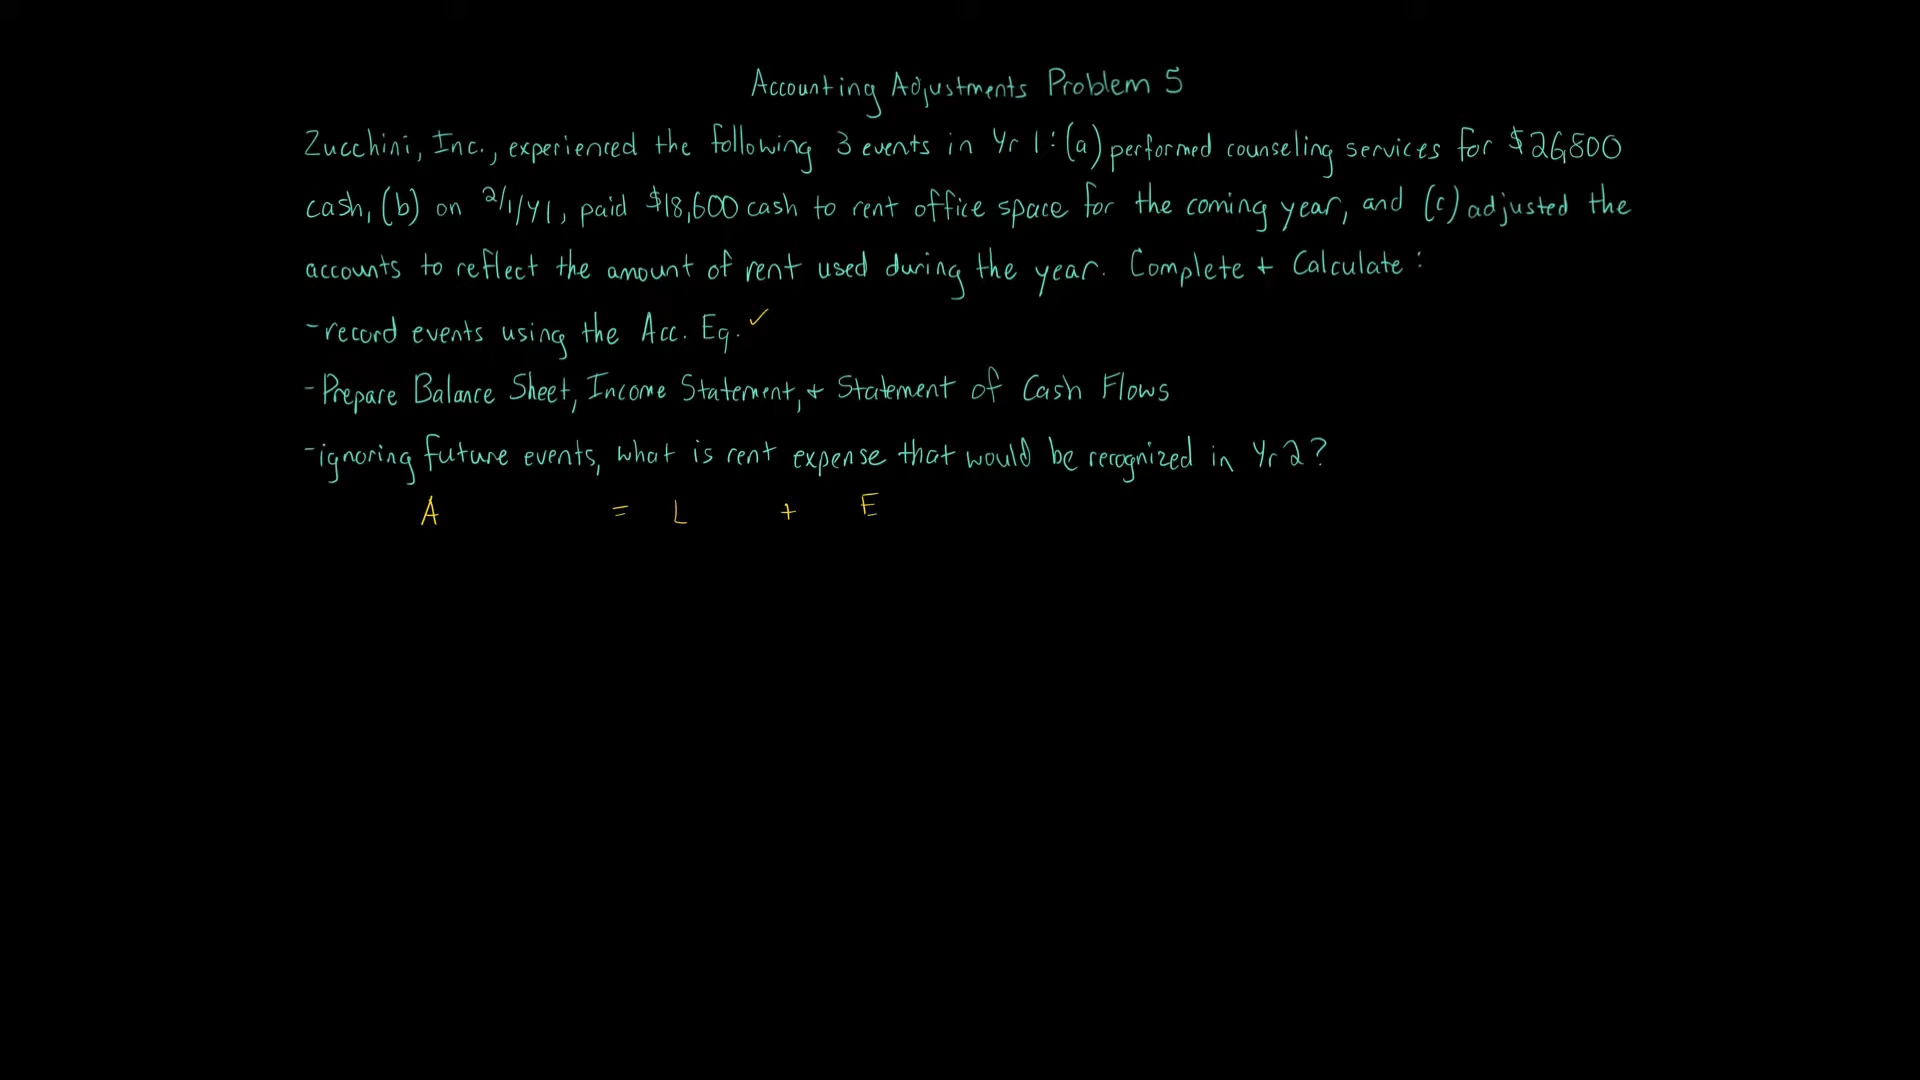 Accounting Adjustments Problem 5
Zucchini, Inc., experienced the following 3 events in Yr 1: (a) performed counseling services for $26,800
cash, (b) on 2/1/Y1, paid $18,600 cash to rent office space for the coming year, and (c) adjusted the
accounts to reflect the amount of rent used during the year. Complete + Calculate:
- record events using the Acc. Eq. ✓
- Prepare Balance Sheet, Income Statement, + Statement of Cash Flows
- ignoring future events, what is rent expense that would be recognized in Yr 2?
A = L + E